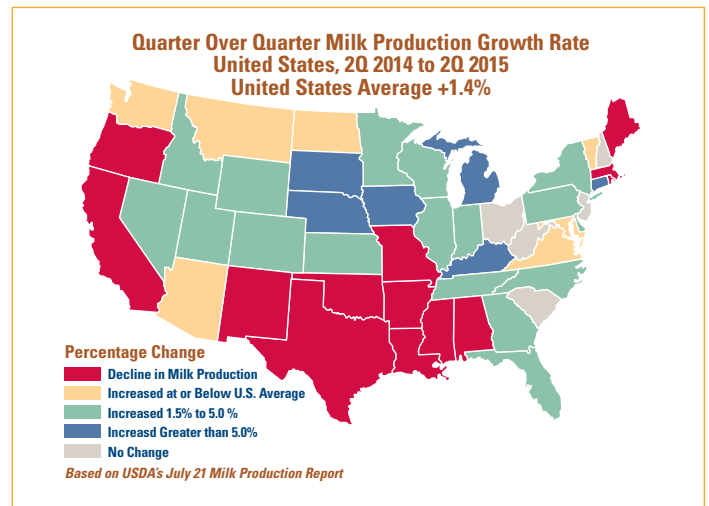 Quarter Over Quarter Milk Production Growth Rate
United States, 2Q 2014 to 2Q 2015
United States Average +1.4%
Percentage Change
Decline in Milk Production
Increased at or Below U.S. Average
Increased 1.5% to 5.0 %
Increasd Greater than 5.0%
No Change
Based on USDA's July 21 Milk Production Report